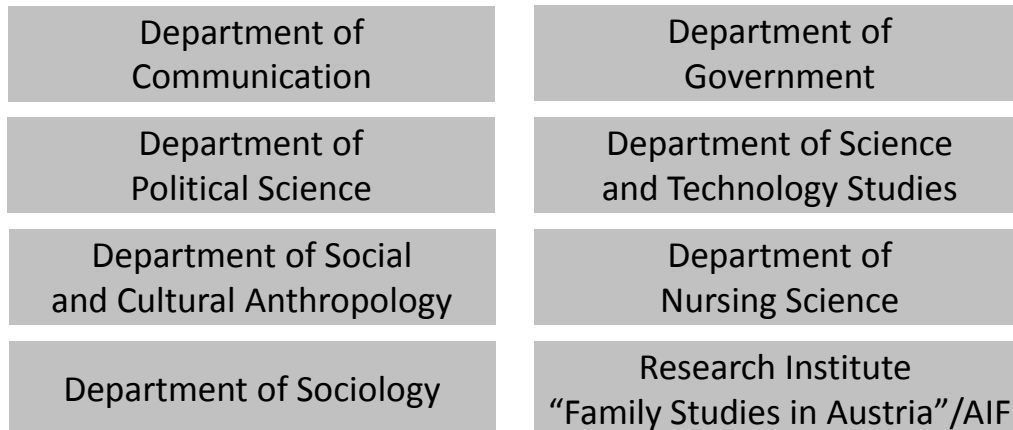 Department of
Communication
Department of
Government
Department of
Political Science
Department of Science
and Technology Studies
Department of Social
and Cultural Anthropology
Department of
Nursing Science
Department of Sociology
Research Institute
“Family Studies in Austria”/AIF